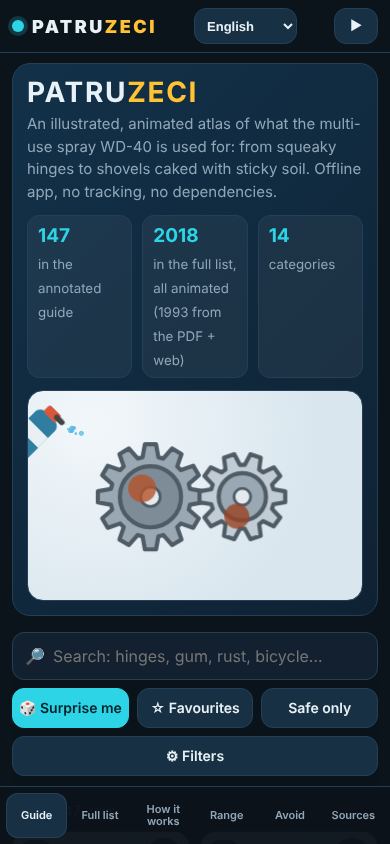 PATRUZECI
English
PATRUZECI
An illustrated, animated atlas of what the multi-
use spray WD-40 is used for: from squeaky
hinges to shovels caked with sticky soil. Offline
app, no tracking, no dependencies.
147
in the
annotated
guide
2018
in the full list,
all animated
(1993 from
the PDF +
web)
14
categories
Search: hinges, gum, rust, bicycle...
Surprise me
Favourites
Safe only
Filters
Guide
Full list
How it
works
Range
Avoid
Sources